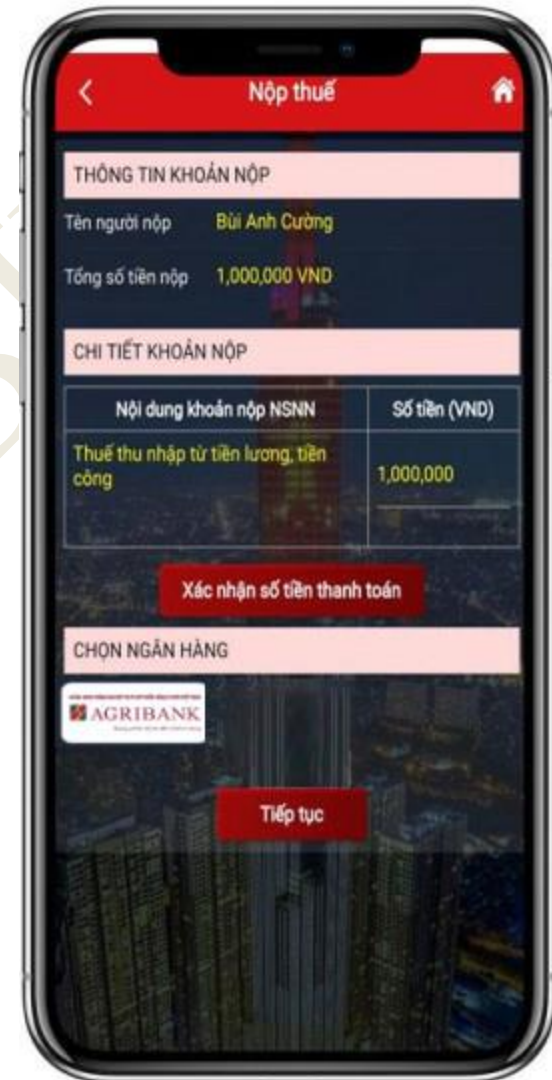 Nộp thuế
THÔNG TIN KHOẢN NỘP
Tên người nộp Bùi Anh Cường
Tổng số tiền nộp 1,000,000 VND
CHI TIẾT KHOẢN NỘP
Nội dung khoản nộp NSNN Số tiền (VND)
Thuế thu nhập từ tiền lương, tiền
công
1,000,000
Xác nhận số tiền thanh toán
CHỌN NGÂN HÀNG
AGRIBANK
Tiếp tục